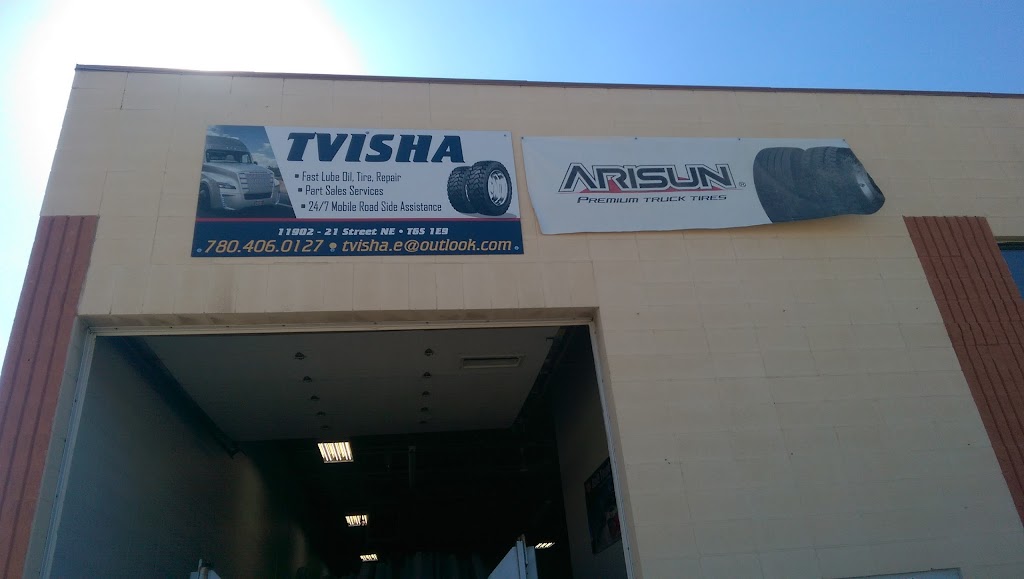 TVISHA
• Fast Lube Oil, Tire, Repair
• Part Sales Services
• 24/7 Mobile Road Side Assistance
11902 - 21 Street NE • T6S 1E9
780.406.0127 • tvisha.e@outlook.com
ARISUN®
PREMIUM TRUCK TIRES